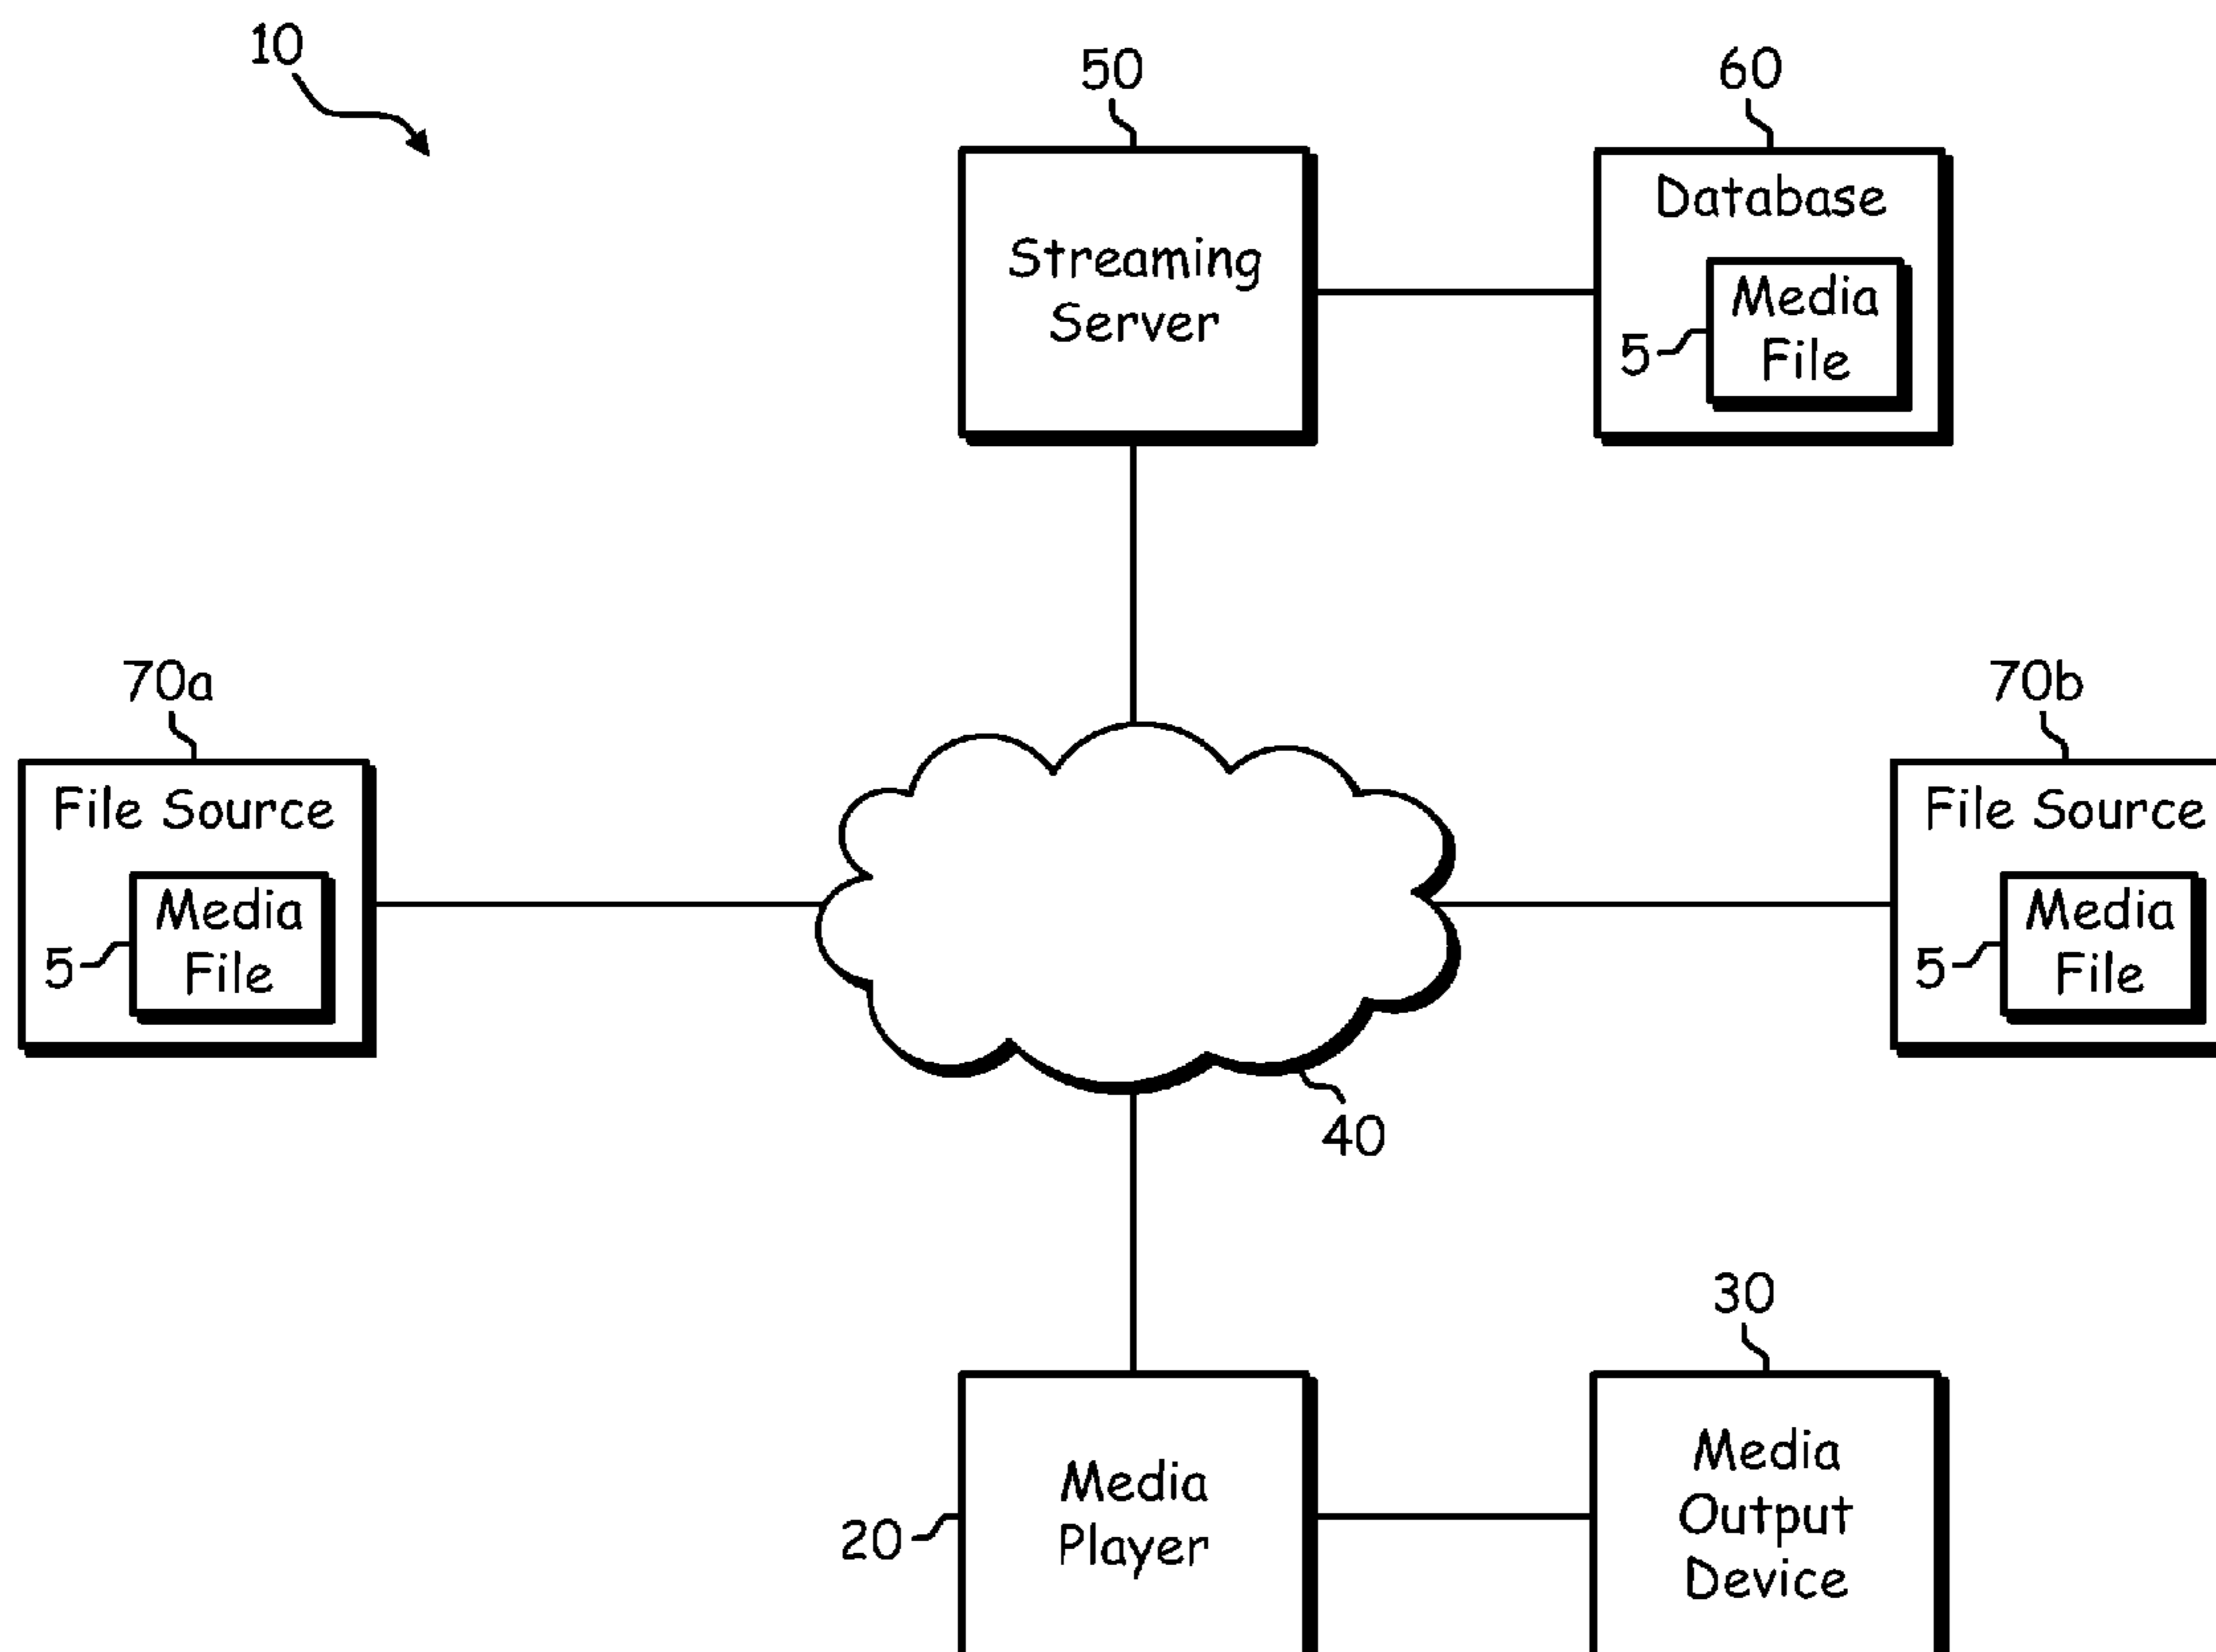 10
50
60
Streaming
Server
Database
Media
File
5
70a
70b
File Source
Media
File
5
File Source
Media
File
5
40
30
20
Media
Player
Media
Output
Device